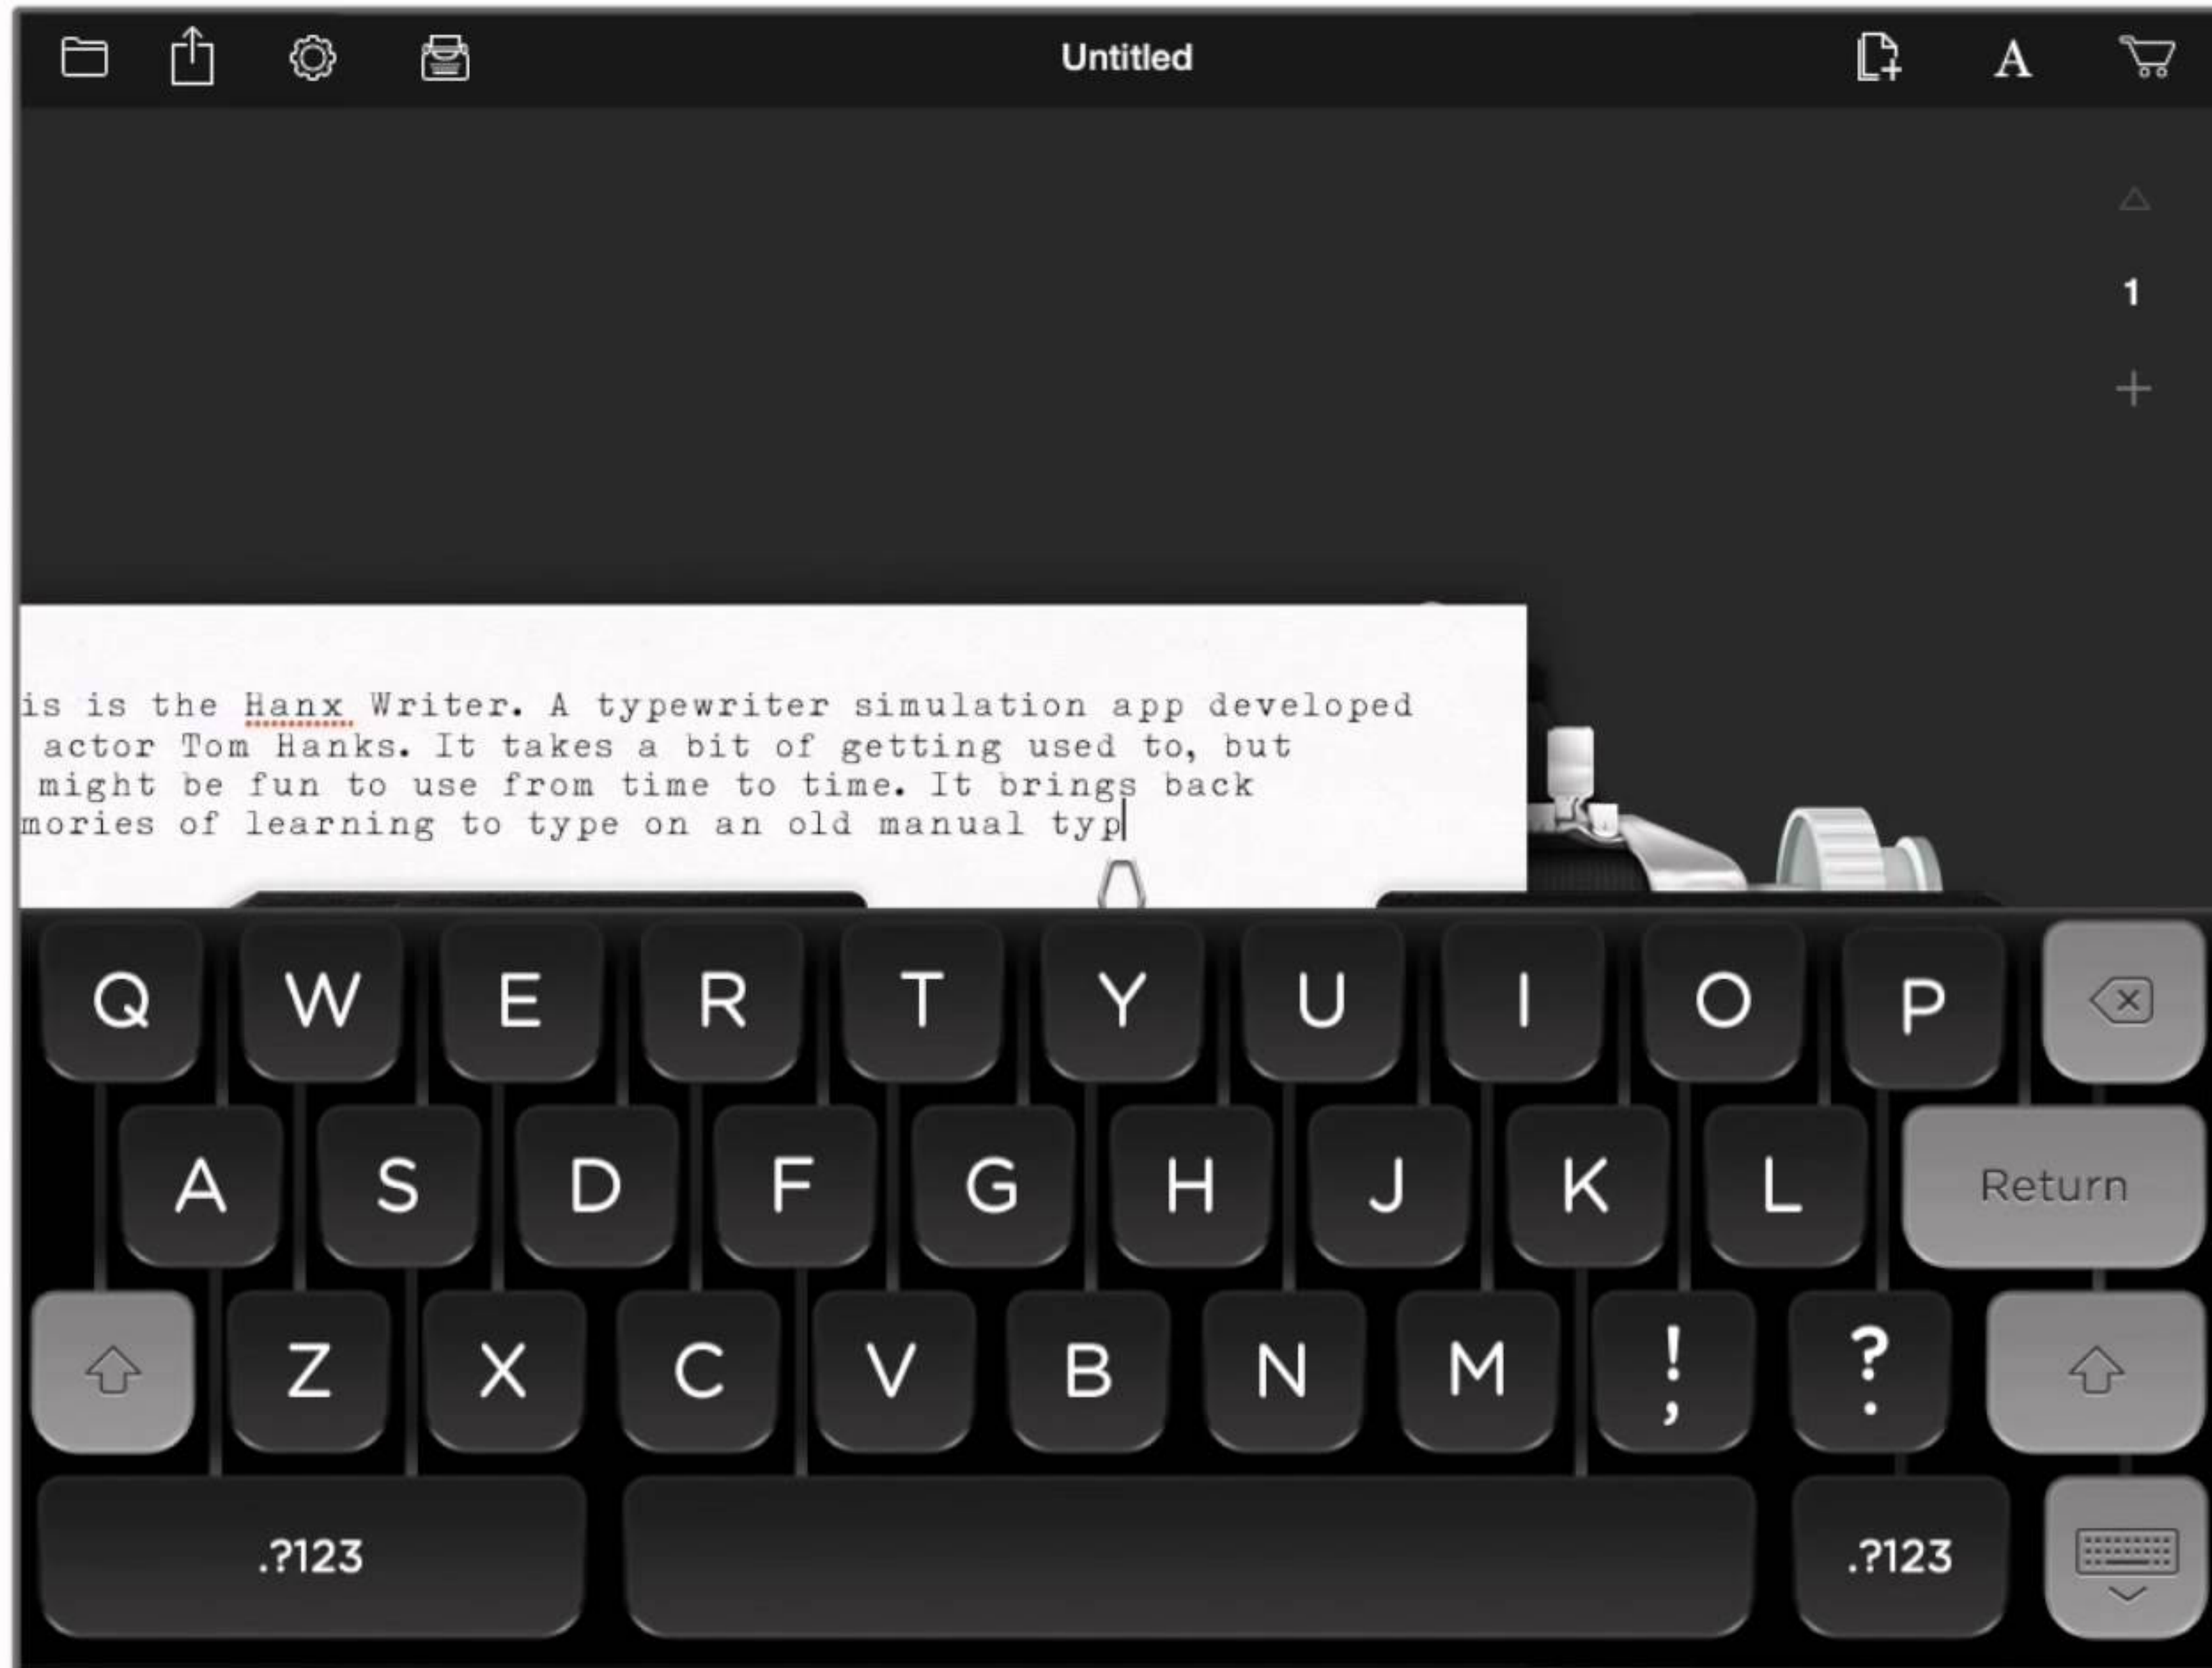 Untitled
A
1
is is the Hanx Writer. A typewriter simulation app developed
actor Tom Hanks. It takes a bit of getting used to, but
might be fun to use from time to time. It brings back
mories of learning to type on an old manual typ
Q W E R T Y U I O P
A S D F G H J K L Return
Z X C V B N M ! , ? .
.?123 .?123